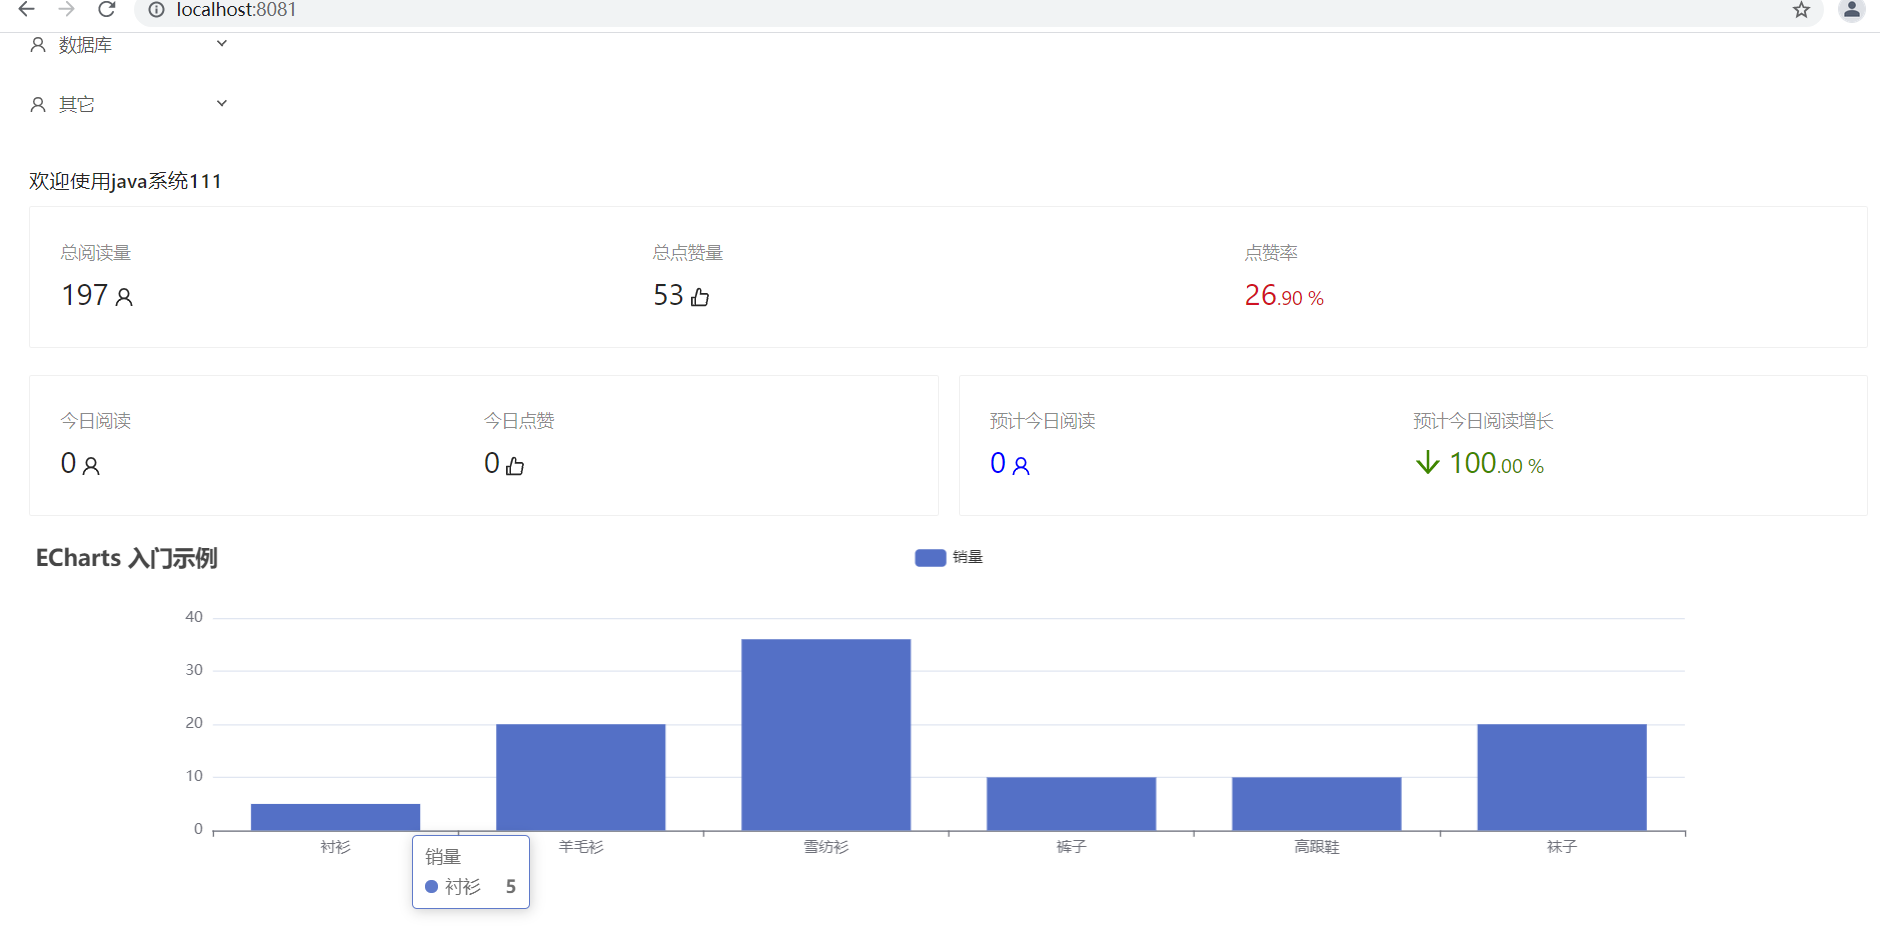 localhost:8081
数据库
其它
欢迎使用java系统111
总阅读量 总点赞量 点赞率
197 53 26.90 %
今日阅读 今日点赞 预计今日阅读 预计今日阅读增长
0 0 0 100.00 %
ECharts 入门示例 销量
40
30
20
10
0
衬衫 羊毛衫 雪纺衫 裤子 高跟鞋 袜子
销量
衬衫 5